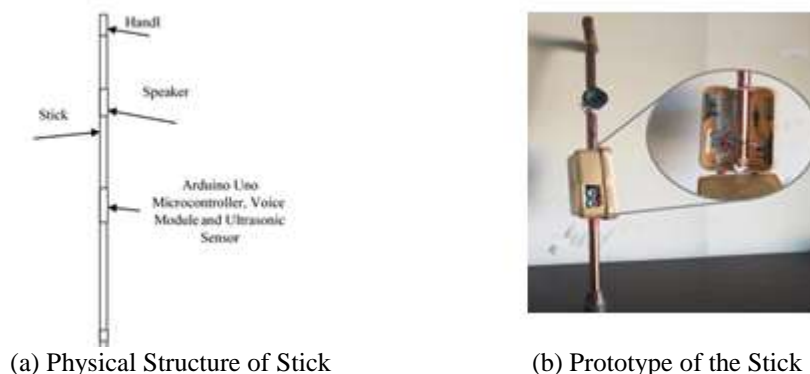 Handl
Speaker
Stick
Arduino Uno
Microcontroller, Voice
Module and Ultrasonic
Sensor
(a) Physical Structure of Stick
(b) Prototype of the Stick